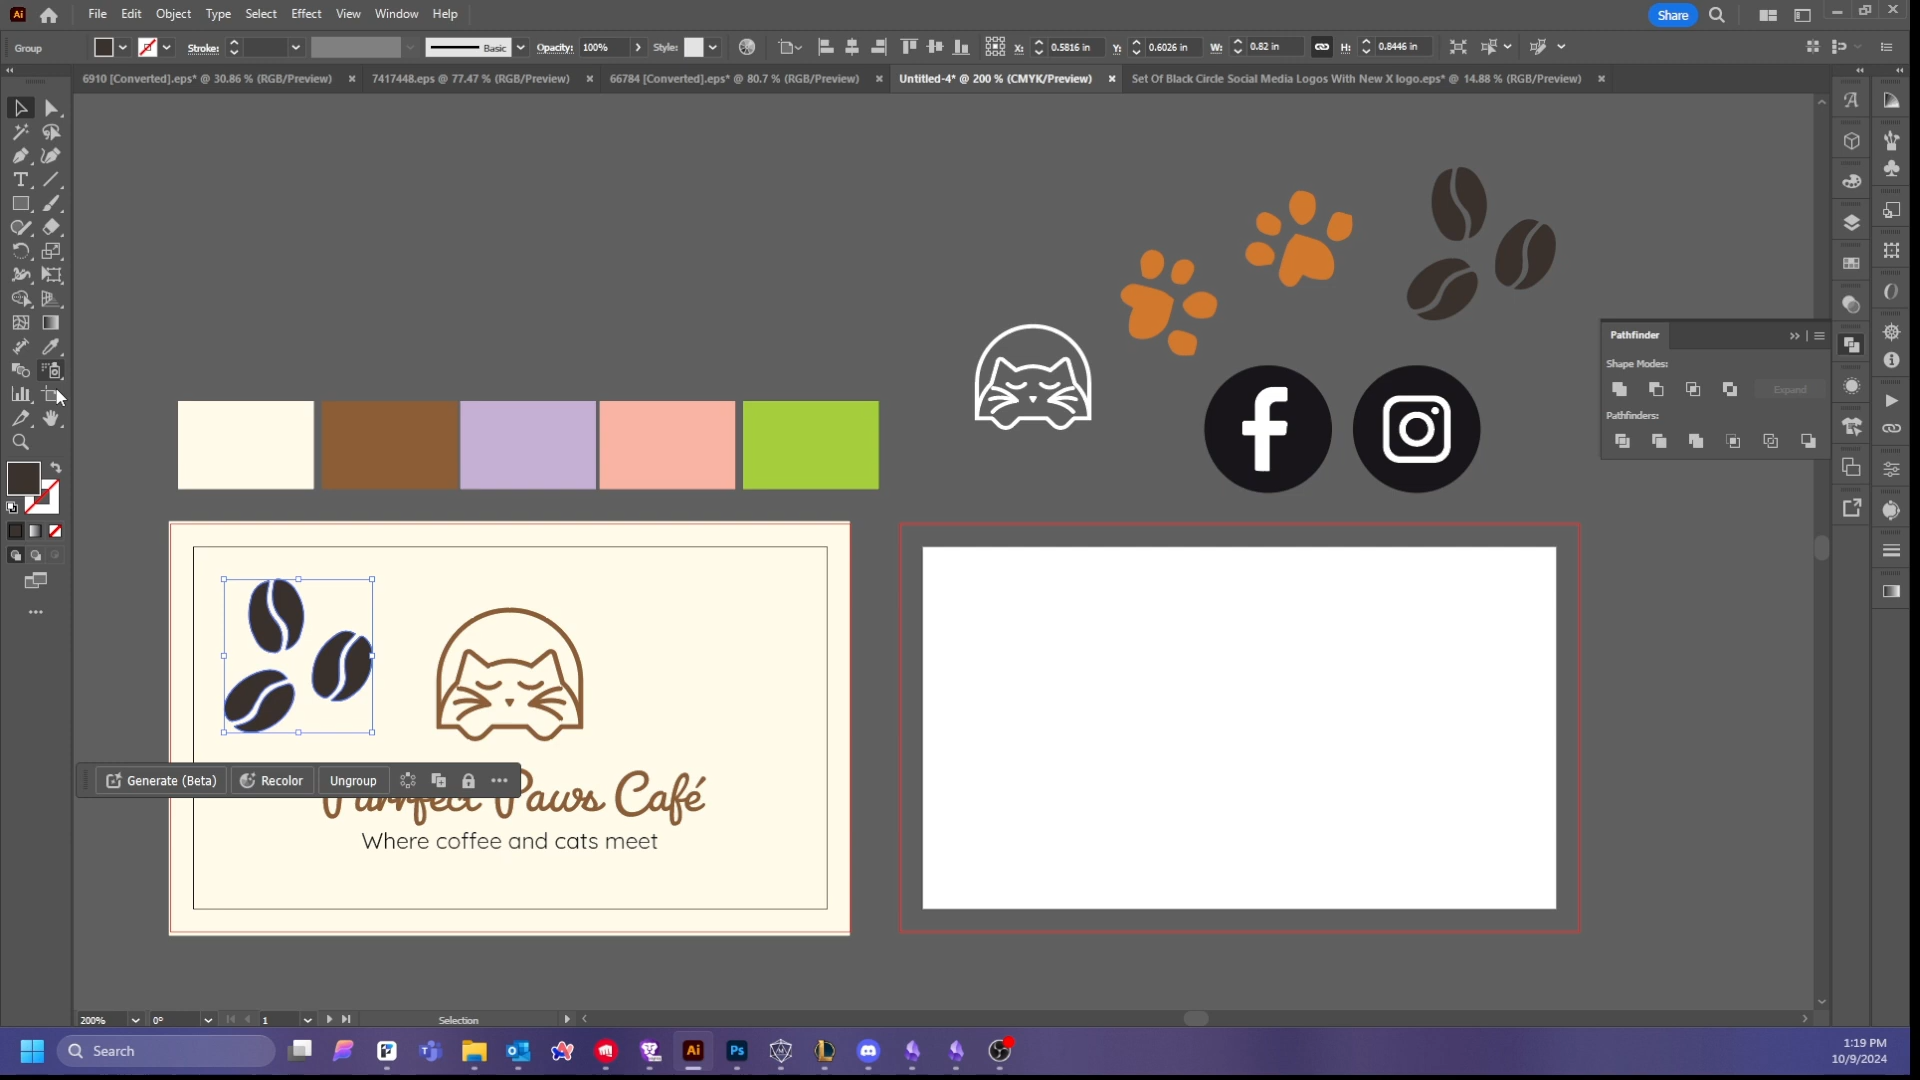 File Edit Object Type Select Effect View Window Help
Share
Group
Stroke:
Basic
Opacity: 100%
Style:
X: 0.5816 in Y: 0.6026 in W: 0.82 in H: 0.8446 in
6910 [Converted].eps* @ 30.86 % (RGB/Preview)
7417448.eps @ 77.47 % (RGB/Preview)
66784 [Converted].eps* @ 80.7 % (RGB/Preview)
Untitled-4* @ 200 % (CMYK/Preview)
Set Of Black Circle Social Media Logos With New X logo.eps* @ 14.88 % (RGB/Preview)
Pathfinder
Shape Modes:
Expand
Pathfinders:
Generate (Beta) Recolor Ungroup
Purrfect Paws Café
Where coffee and cats meet
200% 0° 1 Selection
Search
Ai Ps
1:19 PM
10/9/2024